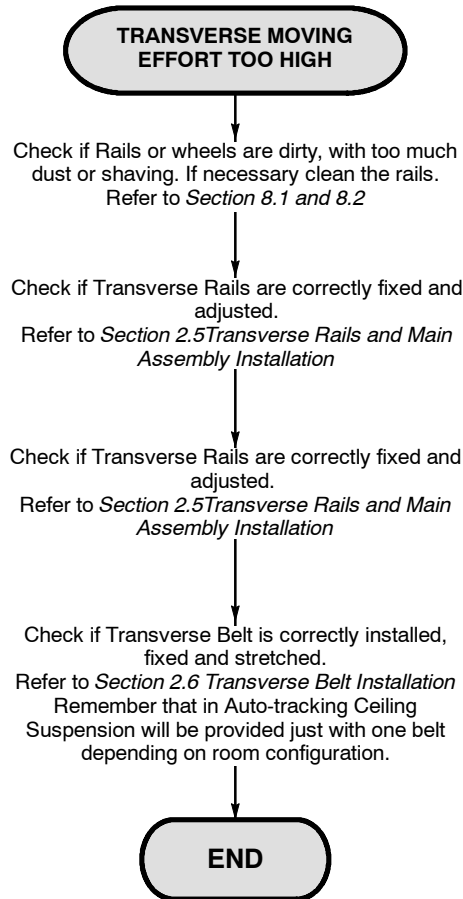 TRANSVERSE MOVING
EFFORT TOO HIGH
Check if Rails or wheels are dirty, with too much
dust or shaving. If necessary clean the rails.
Refer to Section 8.1 and 8.2
Check if Transverse Rails are correctly fixed and
adjusted.
Refer to Section 2.5Transverse Rails and Main
Assembly Installation
Check if Transverse Rails are correctly fixed and
adjusted.
Refer to Section 2.5Transverse Rails and Main
Assembly Installation
Check if Transverse Belt is correctly installed,
fixed and stretched.
Refer to Section 2.6 Transverse Belt Installation
Remember that in Auto-tracking Ceiling
Suspension will be provided just with one belt
depending on room configuration.
END